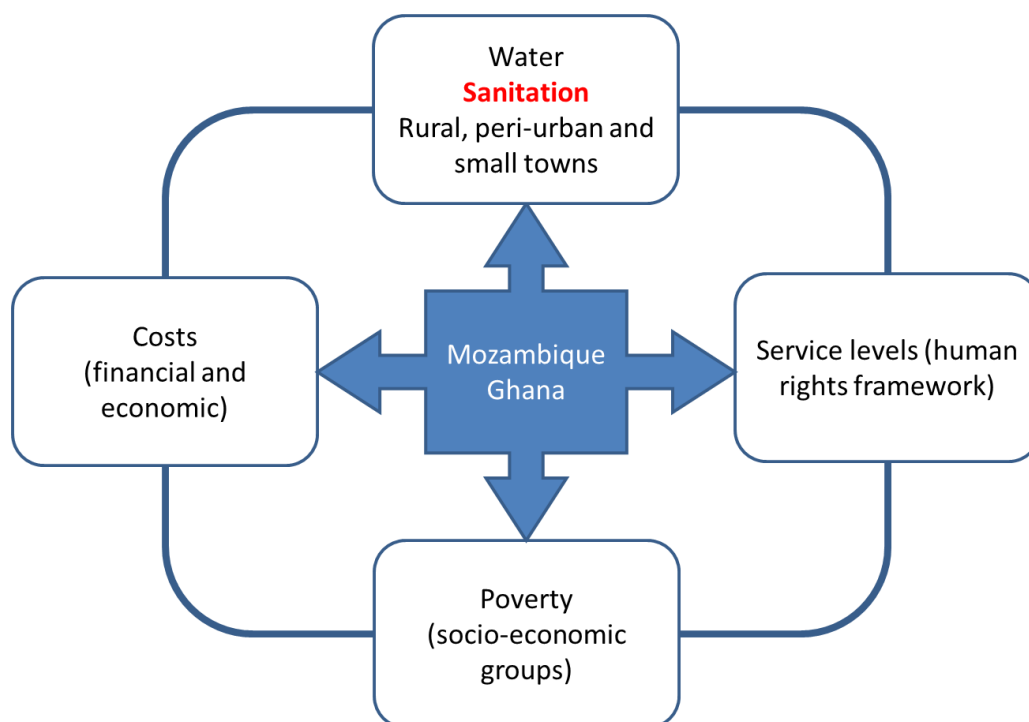 Water
Sanitation
Rural, peri-urban and
small towns
Costs
(financial and
economic)
Mozambique
Ghana
Service levels (human
rights framework)
Poverty
(socio-economic
groups)